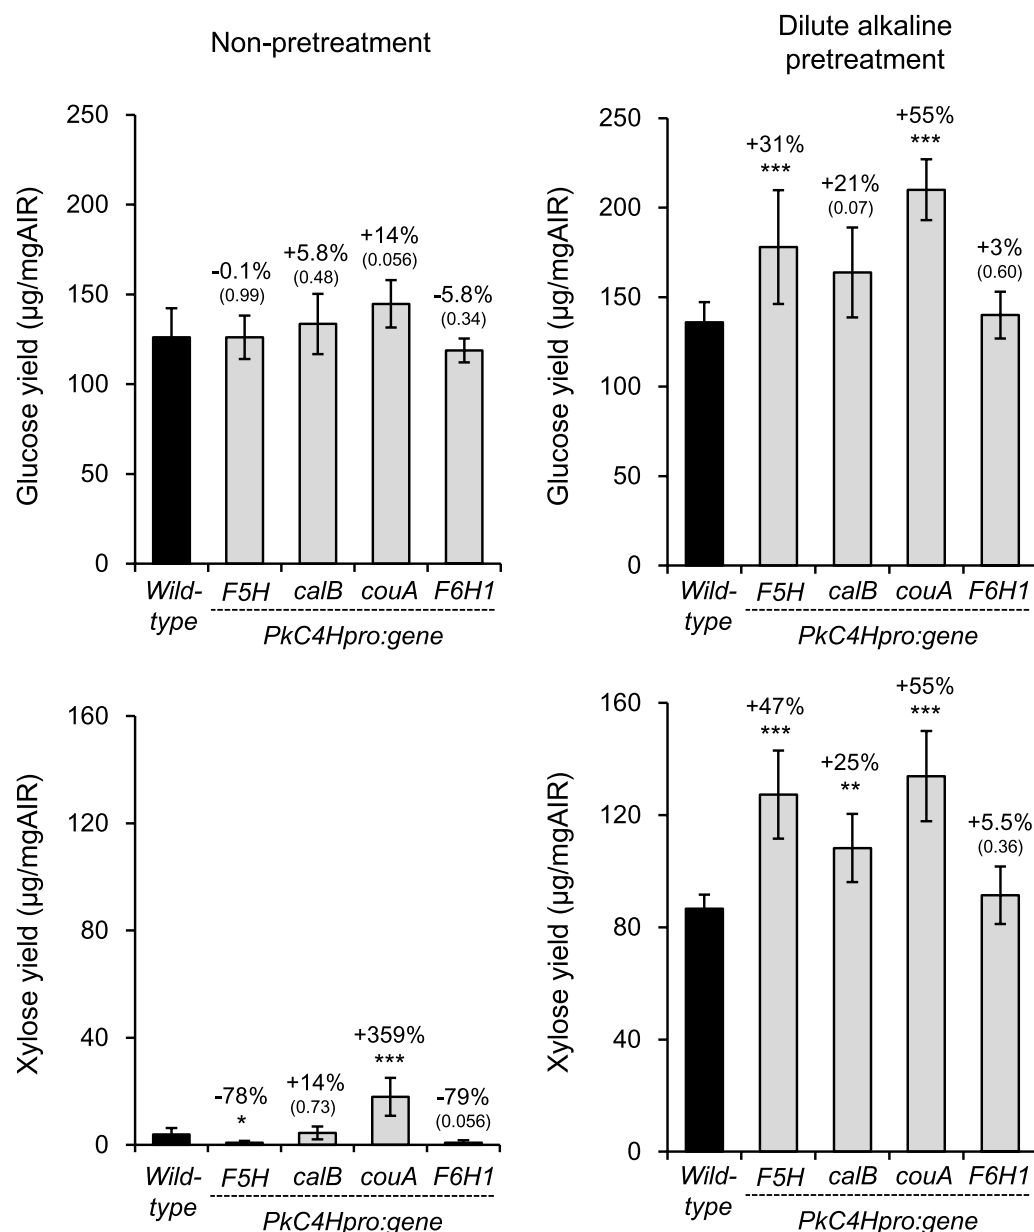 Non-pretreatment
Dilute alkaline
pretreatment
Glucose yield (µg/mgAIR)
250
200
150
100
50
0
-0.1%
(0.99)
+5.8%
(0.48)
+14%
(0.056)
-5.8%
(0.34)
Wild-
type
F5H
calB
couA
F6H1
PkC4Hpro:gene
Glucose yield (µg/mgAIR)
250
200
150
100
50
0
+31%
***
+21%
(0.07)
+55%
***
+3%
(0.60)
Wild-
type
F5H
calB
couA
F6H1
PkC4Hpro:gene
Xylose yield (µg/mgAIR)
160
120
80
40
0
-78%
*
+14%
(0.73)
+359%
***
-79%
(0.056)
Wild-
type
F5H
calB
couA
F6H1
PkC4Hpro:gene
Xylose yield (µg/mgAIR)
160
120
80
40
0
+47%
***
+25%
**
+55%
***
+5.5%
(0.36)
Wild-
type
F5H
calB
couA
F6H1
PkC4Hpro:gene